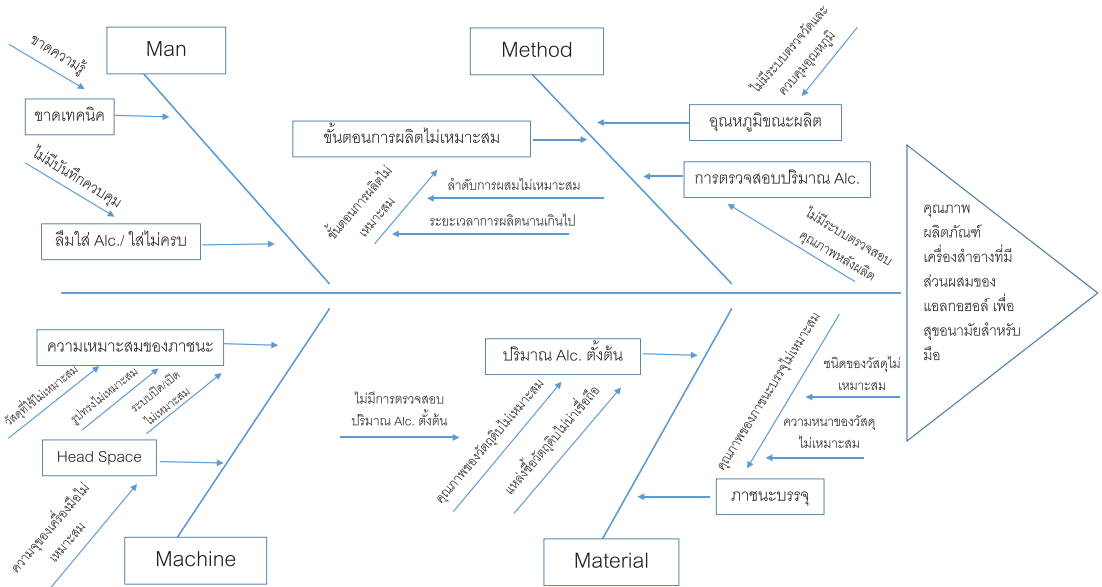 Man
ขาดความรู้
ขาดเทคนิค
ไม่มีบันทึกควบคุม
ลืมใส่ Alc./ ใส่ไม่ครบ
Method
ขั้นตอนการผลิตไม่เหมาะสม
ขั้นตอนการผลิตไม่
เหมาะสม
ลำดับการผสมไม่เหมาะสม
ระยะเวลาการผลิตนานเกินไป
ไม่มีระบบตรวจวัดและ
ควบคุมอุณหภูมิ
อุณหภูมิขณะผลิต
การตรวจสอบปริมาณ Alc.
ไม่มีระบบตรวจสอบ
คุณภาพหลังผลิต
คุณภาพ
ผลิตภัณฑ์
เครื่องสำอางที่มี
ส่วนผสมของ
แอลกอฮอล์ เพื่อ
สุขอนามัยสำหรับ
มือ
ความเหมาะสมของภาชนะ
วัสดุที่ใช้ไม่เหมาะสม
รูปทรงไม่เหมาะสม
ระบบปิด/เปิด
ไม่เหมาะสม
Head Space
ความจุของเครื่องมือไม่
เหมาะสม
Machine
ปริมาณ Alc. ตั้งต้น
ไม่มีการตรวจสอบ
ปริมาณ Alc. ตั้งต้น
คุณภาพของวัตถุดิบไม่เหมาะสม
แหล่งซื้อวัตถุดิบไม่น่าเชื่อถือ
คุณภาพของภาชนะบรรจุไม่เหมาะสม
ชนิดของวัสดุไม่
เหมาะสม
ความหนาของวัสดุ
ไม่เหมาะสม
ภาชนะบรรจุ
Material